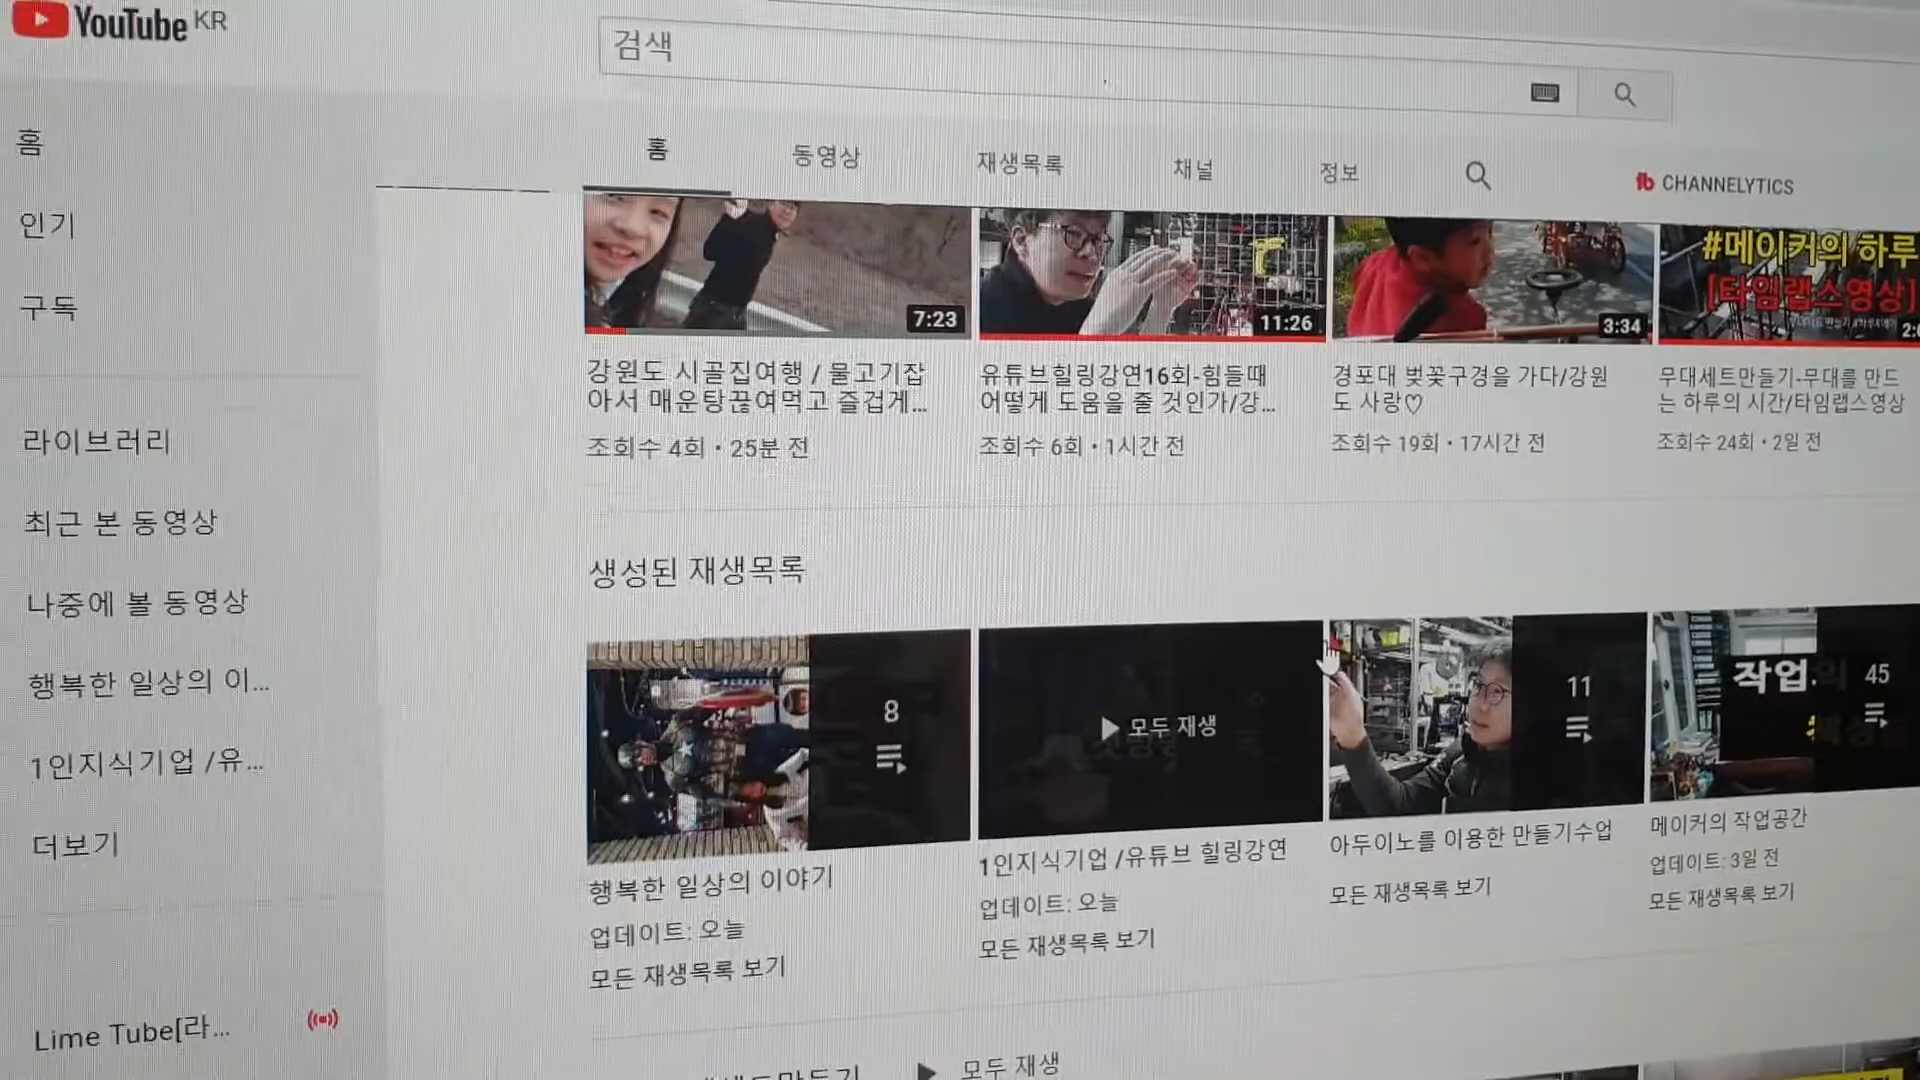 YouTube KR
검색
홈
동영상
재생목록
채널
정보
CHANNELYTICS
홈
인기
구독
라이브러리
최근 본 동영상
나중에 볼 동영상
행복한 일상의 이...
1인지식기업 /유...
더보기
Lime Tube[라...
7:23
강원도 시골집여행 / 물고기잡
아서 매운탕끓여먹고 즐겁게...
조회수 4회 • 25분 전
11:26
유튜브힐링강연16회-힘들때
어떻게 도움을 줄 것인가/강...
조회수 6회 • 1시간 전
3:34
경포대 벚꽃구경을 가다/강원
도 사랑♡
조회수 19회 • 17시간 전
#메이커의 하루
[타임랩스영상]
무대세트만들기-무대를 만드
는 하루의 시간/타임랩스영상
조회수 24회 • 2일 전
생성된 재생목록
8
행복한 일상의 이야기
업데이트: 오늘
모든 재생목록 보기
모두 재생
1인지식기업 /유튜브 힐링강연
업데이트: 오늘
모든 재생목록 보기
11
아두이노를 이용한 만들기수업
모든 재생목록 보기
작업
45
메이커의 작업공간
업데이트: 3일 전
모든 재생목록 보기
모두 재생